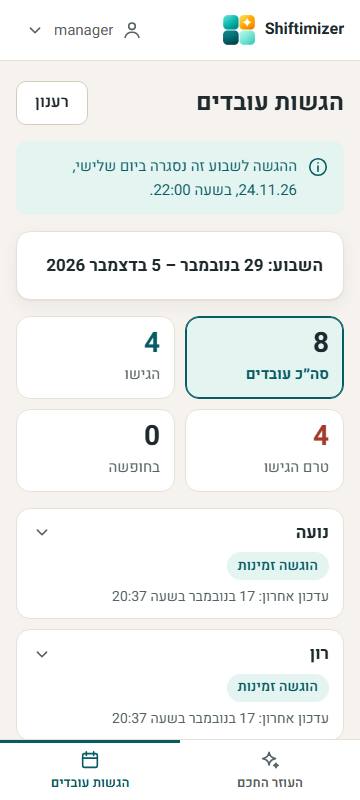 Shiftimizer
manager
הגשות עובדים
רענון
ההגשה לשבוע זה נסגרה ביום שלישי,
24.11.26, בשעה 22:00.
השבוע: 29 בנובמבר – 5 בדצמבר 2026
8
סה״כ עובדים
4
הגישו
4
טרם הגישו
0
בחופשה
נועה
הוגשה זמינות
עדכון אחרון: 17 בנובמבר בשעה 20:37
רון
הוגשה זמינות
עדכון אחרון: 17 בנובמבר בשעה 20:37
העוזר החכם
הגשות עובדים